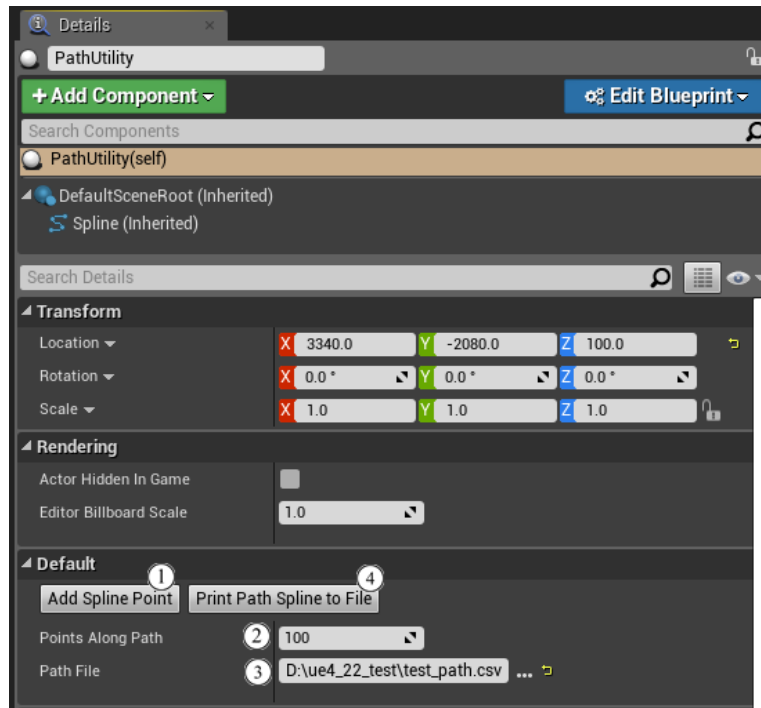 Details
PathUtility
+ Add Component
Edit Blueprint
Search Components
PathUtility(self)
DefaultSceneRoot (Inherited)
Spline (Inherited)
Search Details
Transform
Location X 3340.0 Y -2080.0 Z 100.0
Rotation X 0.0 ° Y 0.0 ° Z 0.0 °
Scale X 1.0 Y 1.0 Z 1.0
Rendering
Actor Hidden In Game
Editor Billboard Scale 1.0
Default
1 4
Add Spline Point Print Path Spline to File
Points Along Path 2 100
Path File 3 D:\ue4_22_test\test_path.csv ...